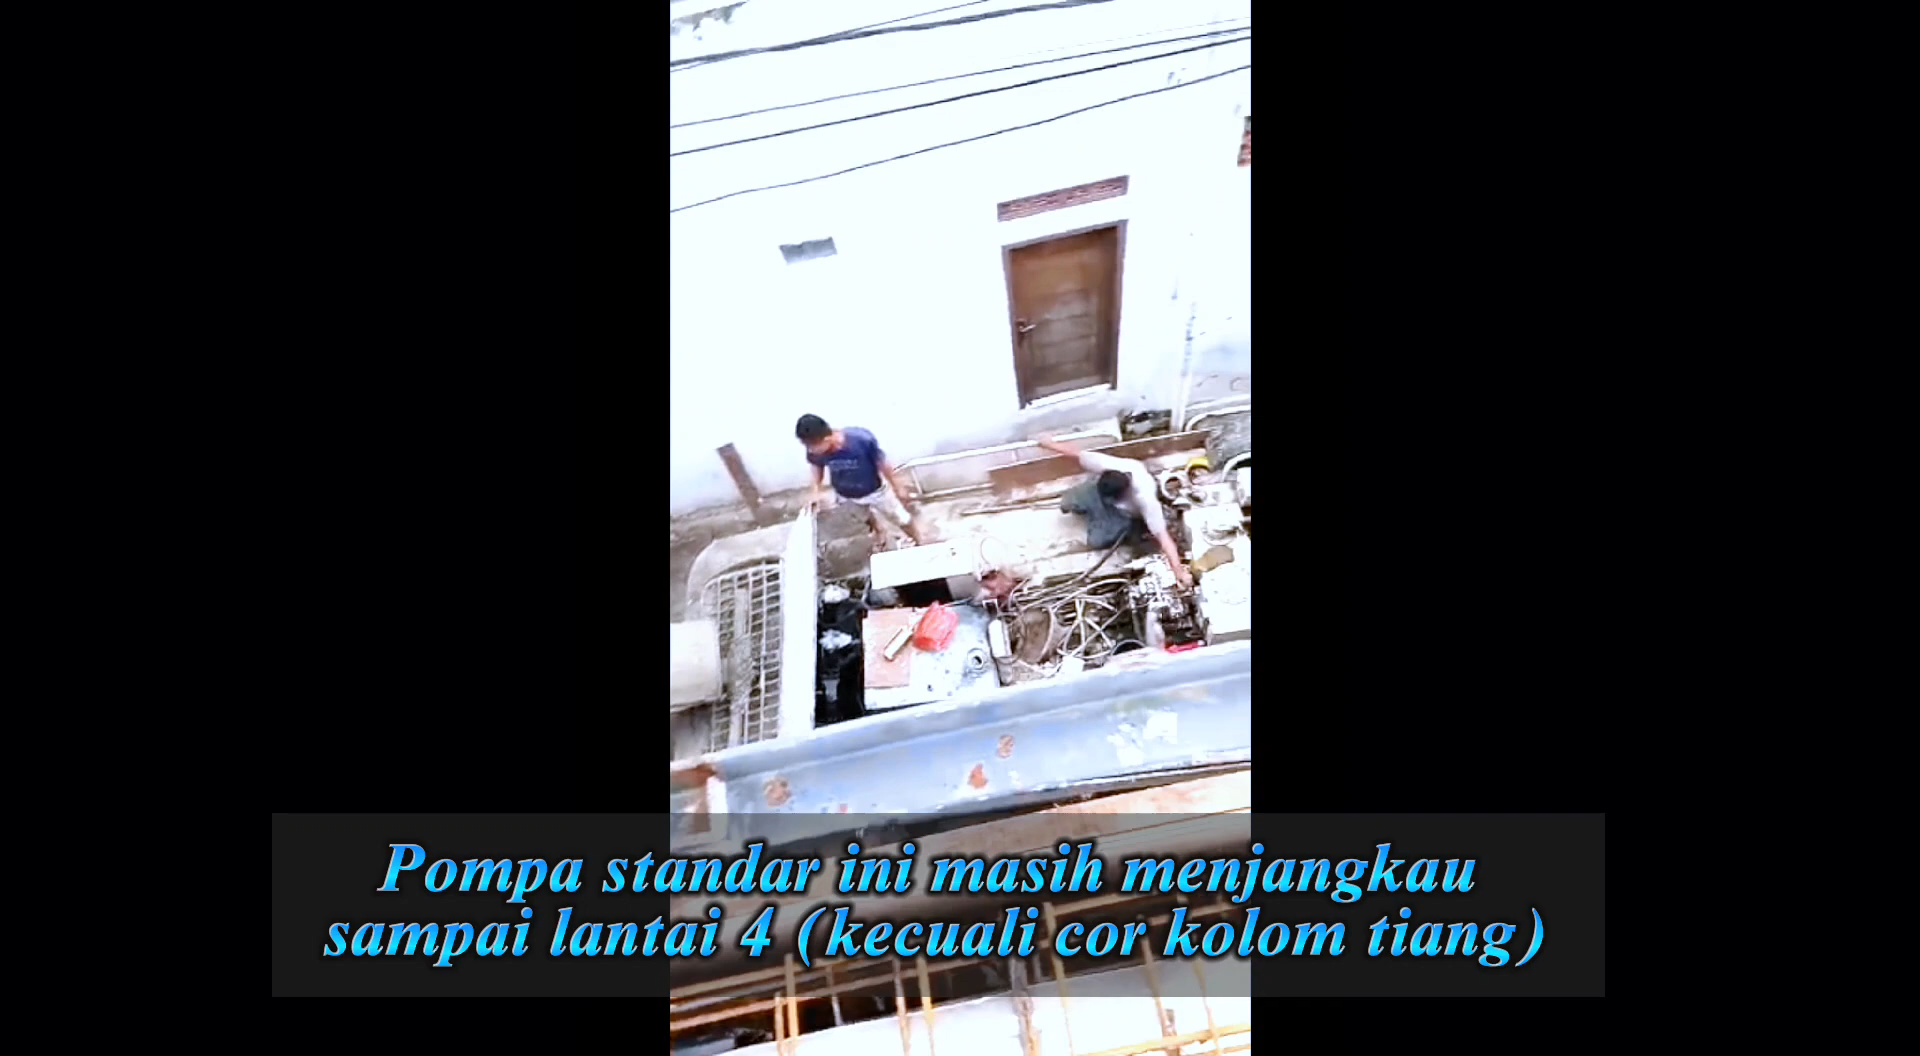 Pompa standar ini masih menjangkau
sampai lantai 4 (kecuali cor kolom tiang)